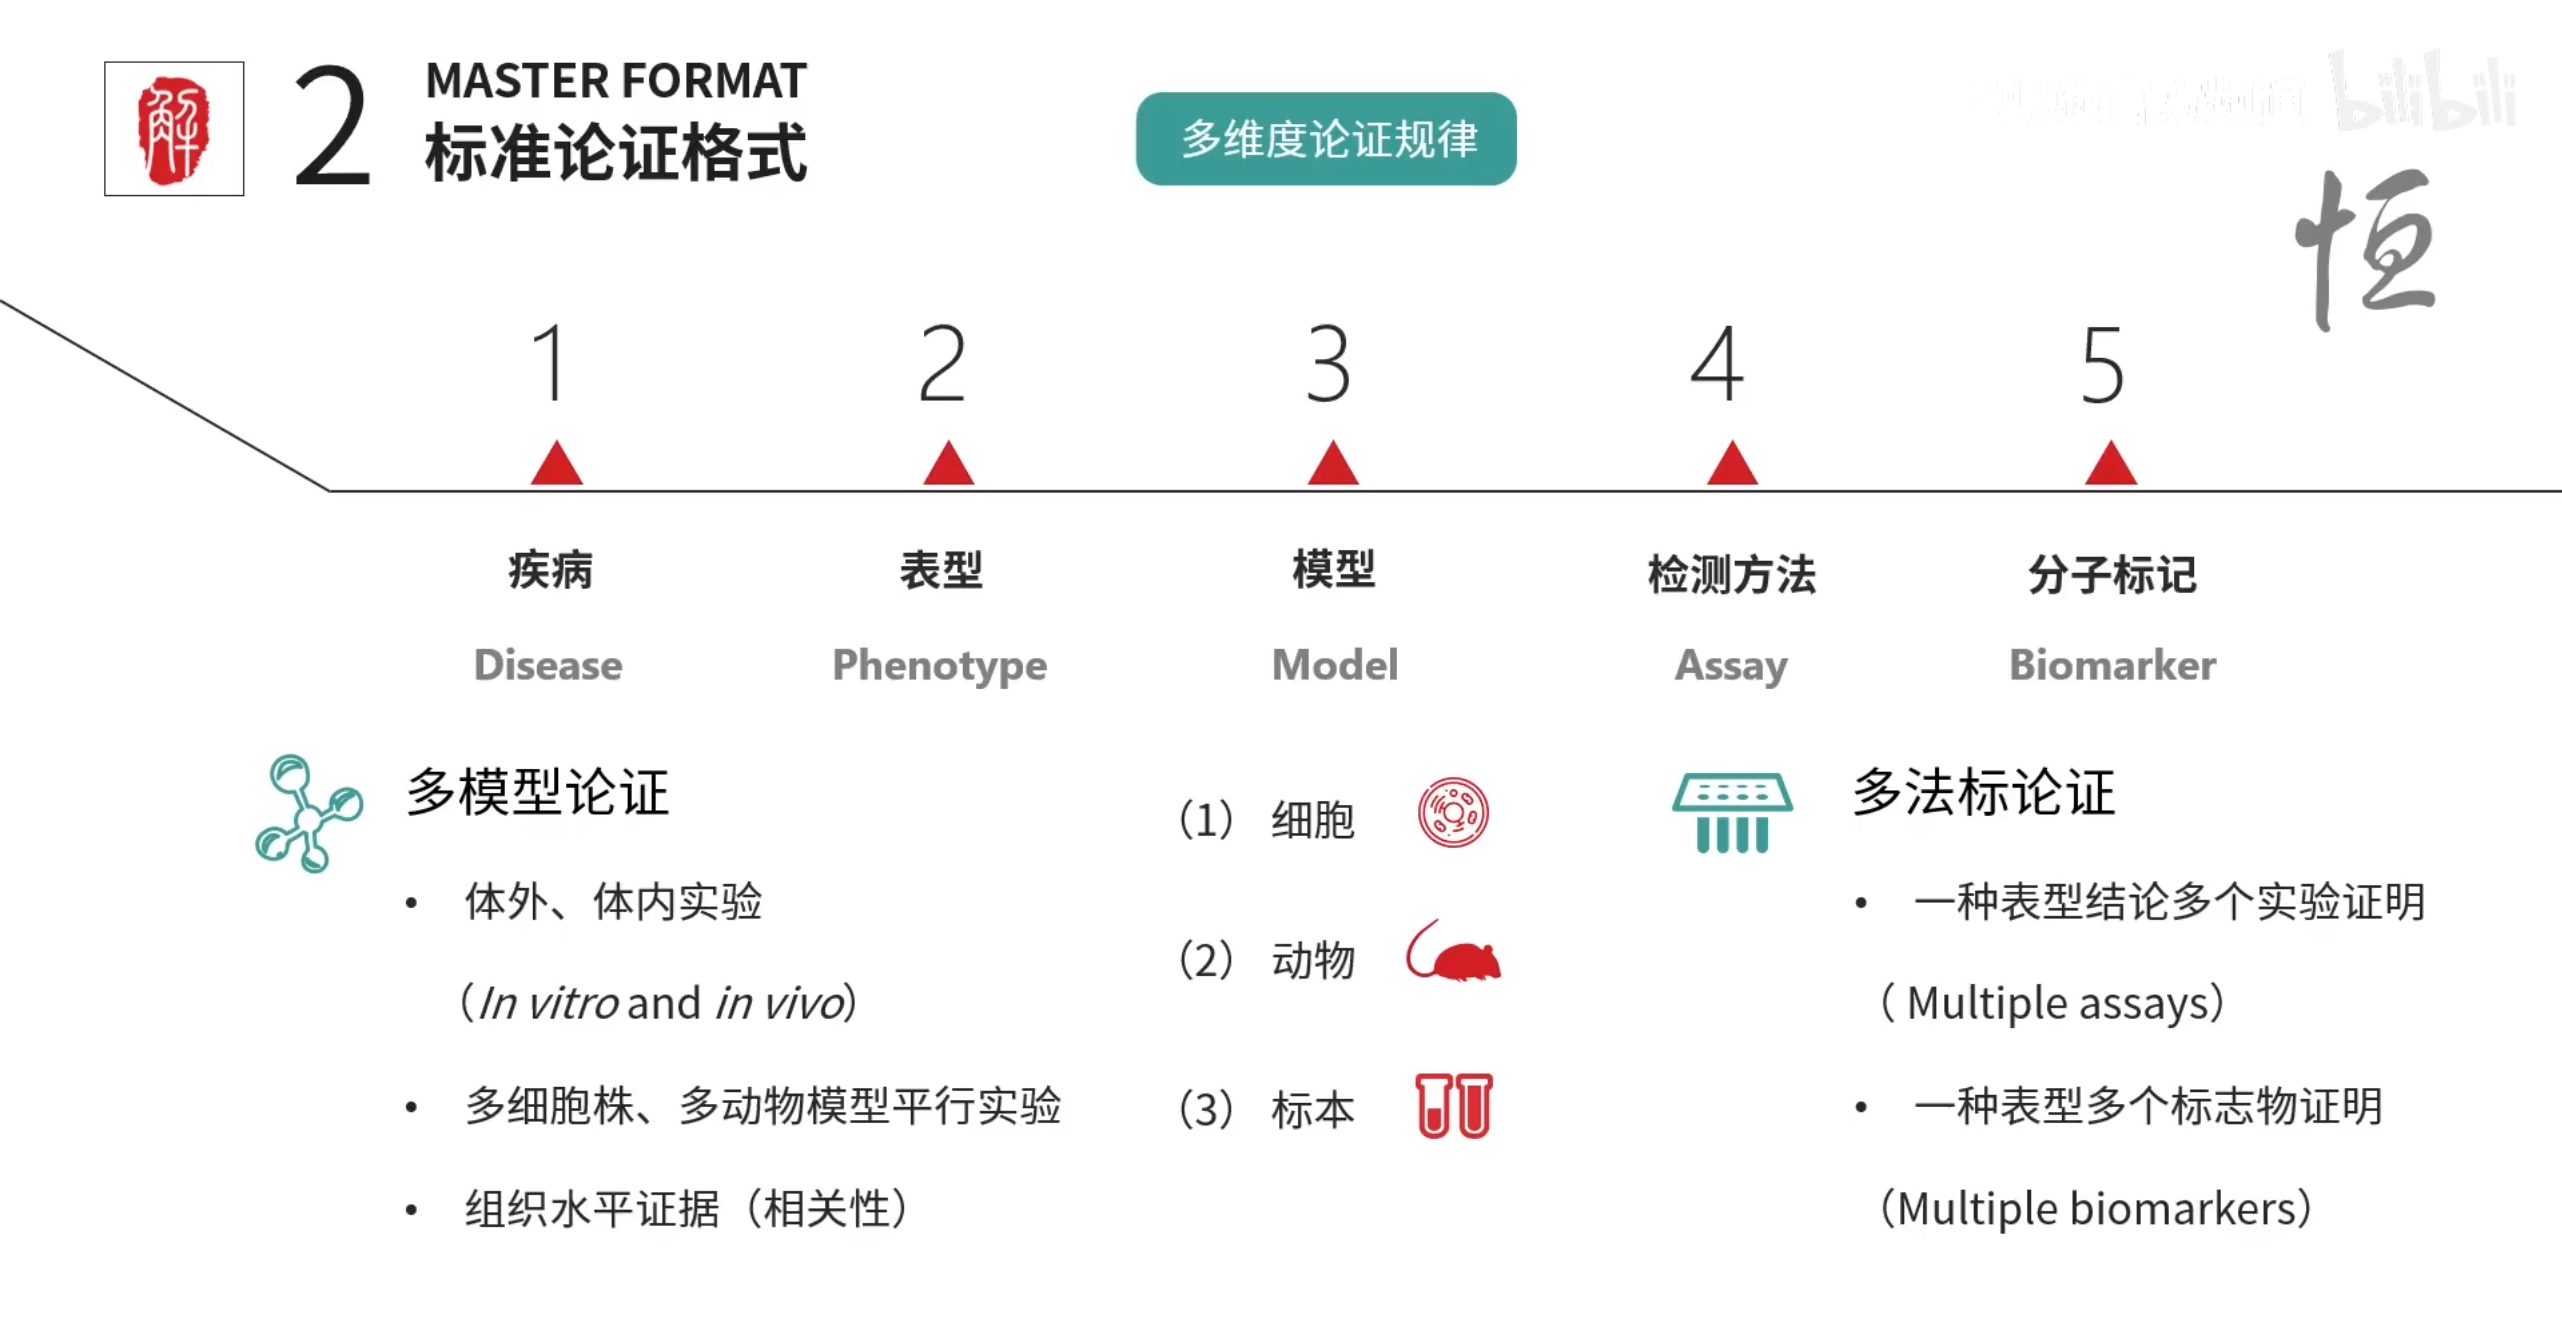 解
2
MASTER FORMAT
标准论证格式
多维度论证规律
bilibili
恒
1
2
3
4
5
疾病
表型
模型
检测方法
分子标记
Disease
Phenotype
Model
Assay
Biomarker
多模型论证
• 体外、体内实验
（In vitro and in vivo）
• 多细胞株、多动物模型平行实验
• 组织水平证据（相关性）
（1） 细胞
（2） 动物
（3） 标本
多法标论证
• 一种表型结论多个实验证明
（ Multiple assays）
• 一种表型多个标志物证明
（Multiple biomarkers）